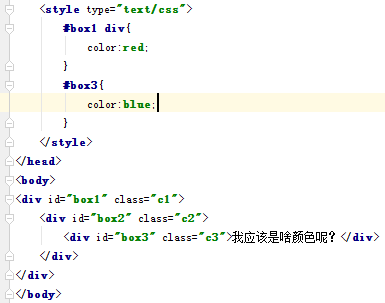 <style type="text/css">
#box1 div{
color:red;
}
#box3{
color:blue;
}
</style>
</head>
<body>
<div id="box1" class="c1">
<div id="box2" class="c2">
<div id="box3" class="c3">我应该是啥颜色呢？</div>
</div>
</div>
</body>